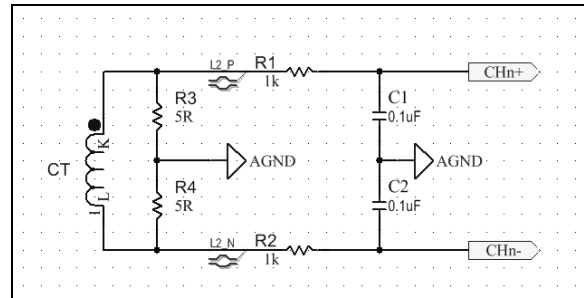 L2_P
R1
1k
CHn+
R3
5R
C1
0.1uF
K
CT
AGND
AGND
R4
5R
C2
0.1uF
1
L
L2_N
R2
1k
CHn-